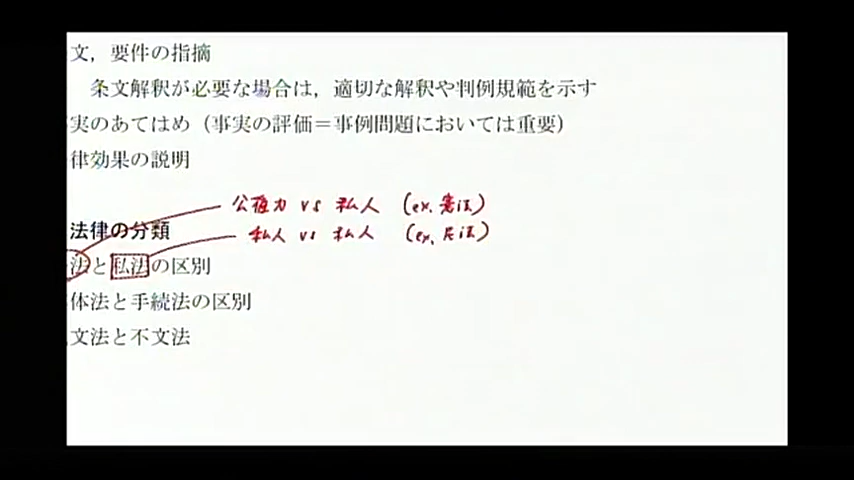 文，要件の指摘
条文解釈が必要な場合は，適切な解釈や判例規範を示す
実のあてはめ（事実の評価＝事例問題においては重要）
律効果の説明
公権力 vs 私人 (ex. 憲法)
法律の分類
私人 vs 私人 (ex, 民法)
法と私法の区別
体法と手続法の区別
文法と不文法